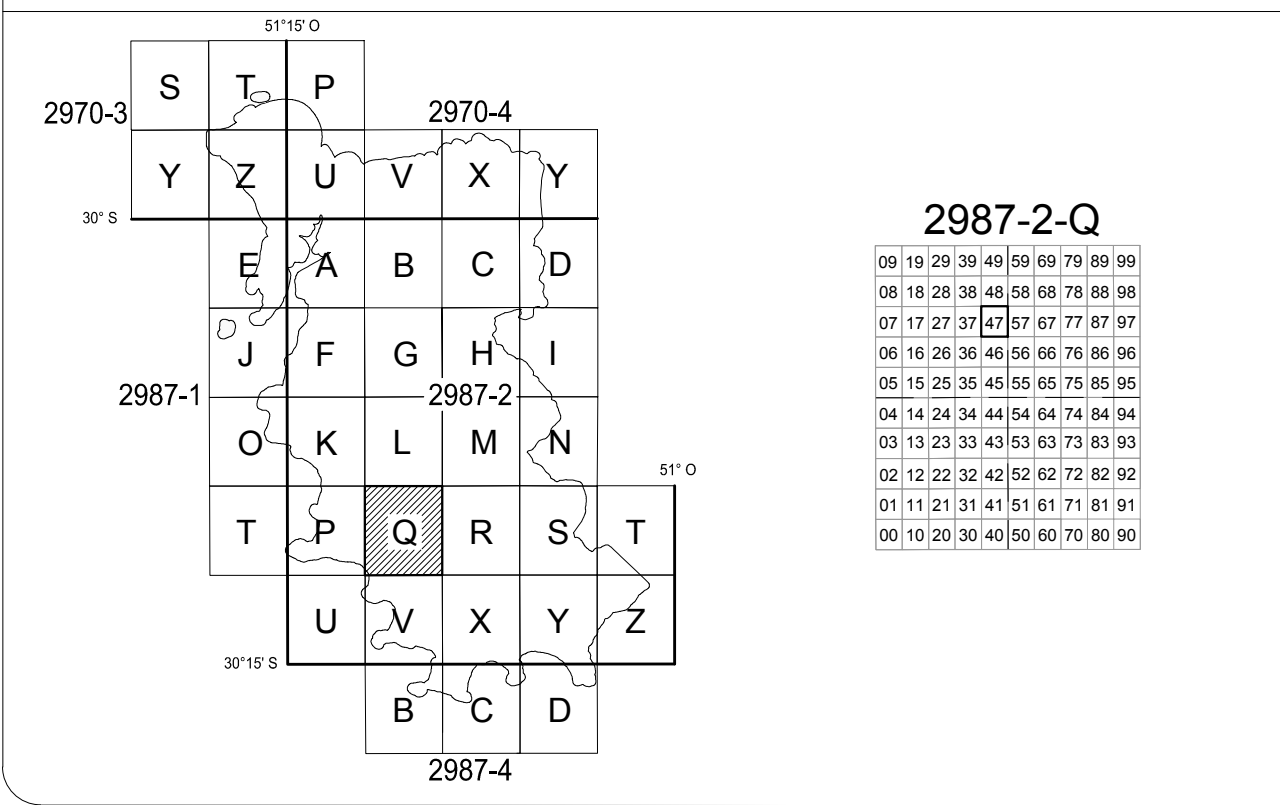 51°15' O
S T P
2970-3
2970-4
Y Z U V X Y
30° S
E A B C D
J F G H I
2987-1
2987-2
O K L M N
51° O
T P Q R S T
U V X Y Z
30°15' S
B C D
2987-4
2987-2-Q
09 19 29 39 49 59 69 79 89 99
08 18 28 38 48 58 68 78 88 98
07 17 27 37 47 57 67 77 87 97
06 16 26 36 46 56 66 76 86 96
05 15 25 35 45 55 65 75 85 95
04 14 24 34 44 54 64 74 84 94
03 13 23 33 43 53 63 73 83 93
02 12 22 32 42 52 62 72 82 92
01 11 21 31 41 51 61 71 81 91
00 10 20 30 40 50 60 70 80 90